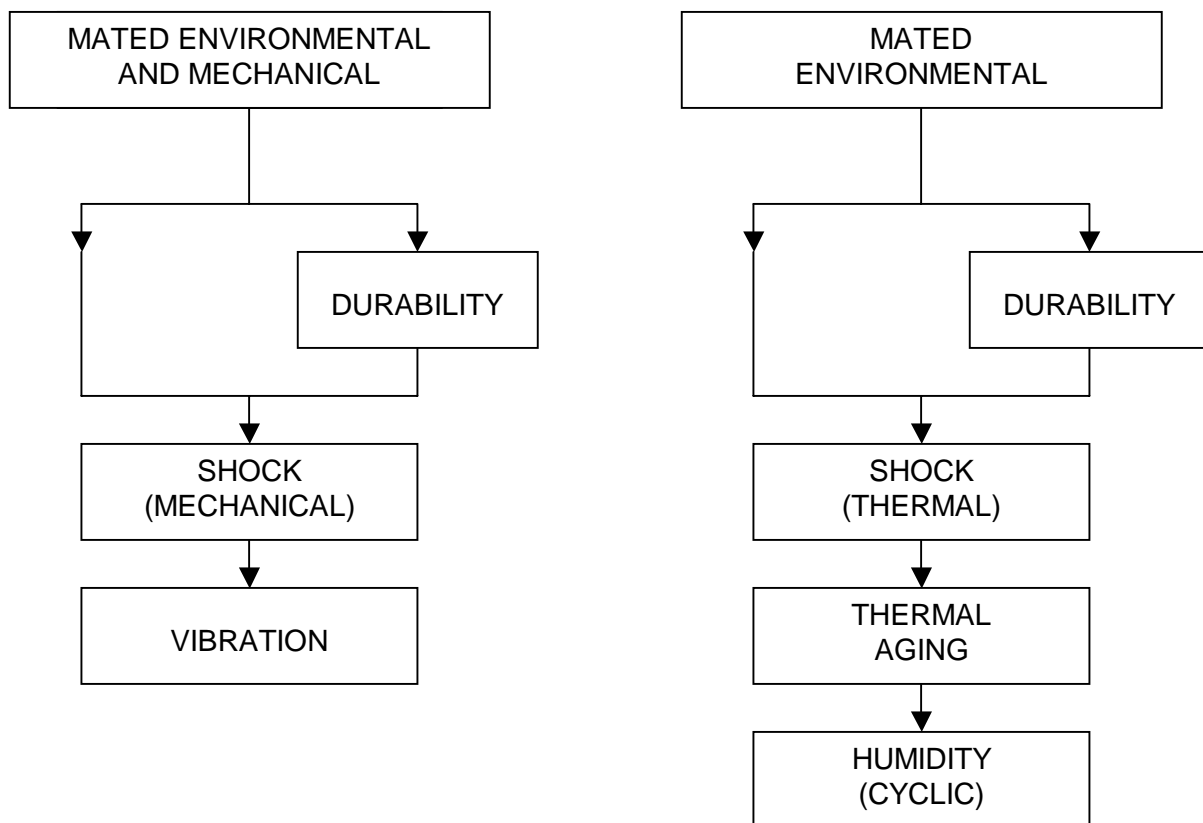 MATED ENVIRONMENTAL
AND MECHANICAL
DURABILITY
SHOCK
(MECHANICAL)
VIBRATION
MATED
ENVIRONMENTAL
DURABILITY
SHOCK
(THERMAL)
THERMAL
AGING
HUMIDITY
(CYCLIC)